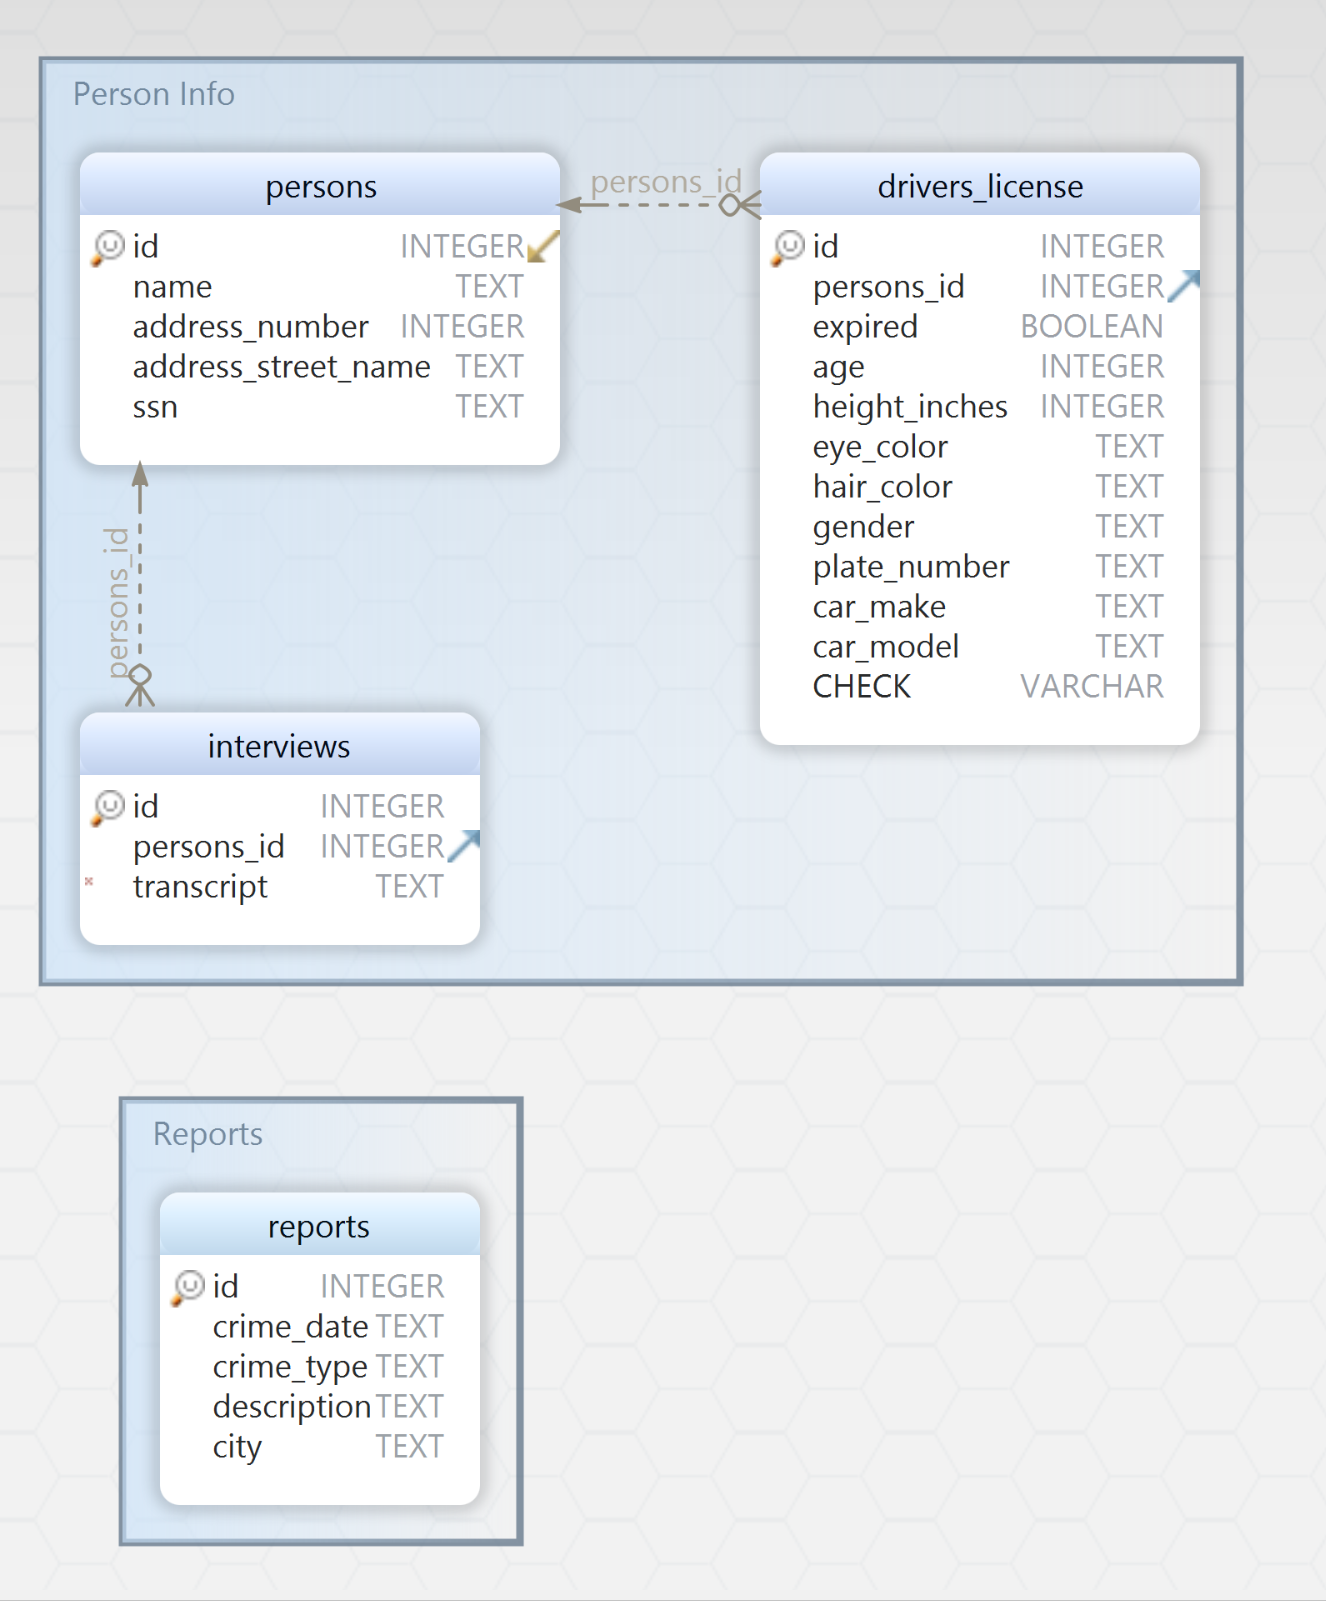 Person Info
persons
id INTEGER
name TEXT
address_number INTEGER
address_street_name TEXT
ssn TEXT
persons_id
drivers_license
id INTEGER
persons_id INTEGER
expired BOOLEAN
age INTEGER
height_inches INTEGER
eye_color TEXT
hair_color TEXT
gender TEXT
plate_number TEXT
car_make TEXT
car_model TEXT
CHECK VARCHAR
persons_id
interviews
id INTEGER
persons_id INTEGER
transcript TEXT
Reports
reports
id INTEGER
crime_date TEXT
crime_type TEXT
description TEXT
city TEXT